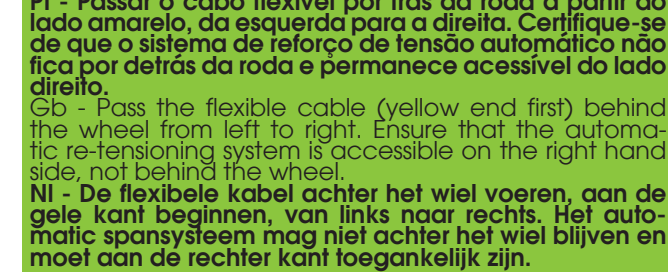 Pt - Passar o cabo flexível por trás da roda a partir do
lado amarelo, da esquerda para a direita. Certifique-se
de que o sistema de reforço de tensão automático não
fica por detrás da roda e permanece acessível do lado
direito.
Gb - Pass the flexible cable (yellow end first) behind
the wheel from left to right. Ensure that the automa-
tic re-tensioning system is accessible on the right hand
side, not behind the wheel.
Nl - De flexibele kabel achter het wiel voeren, aan de
gele kant beginnen, van links naar rechts. Het auto-
matic spansysteem mag niet achter het wiel blijven en
moet aan de rechter kant toegankelijk zijn.